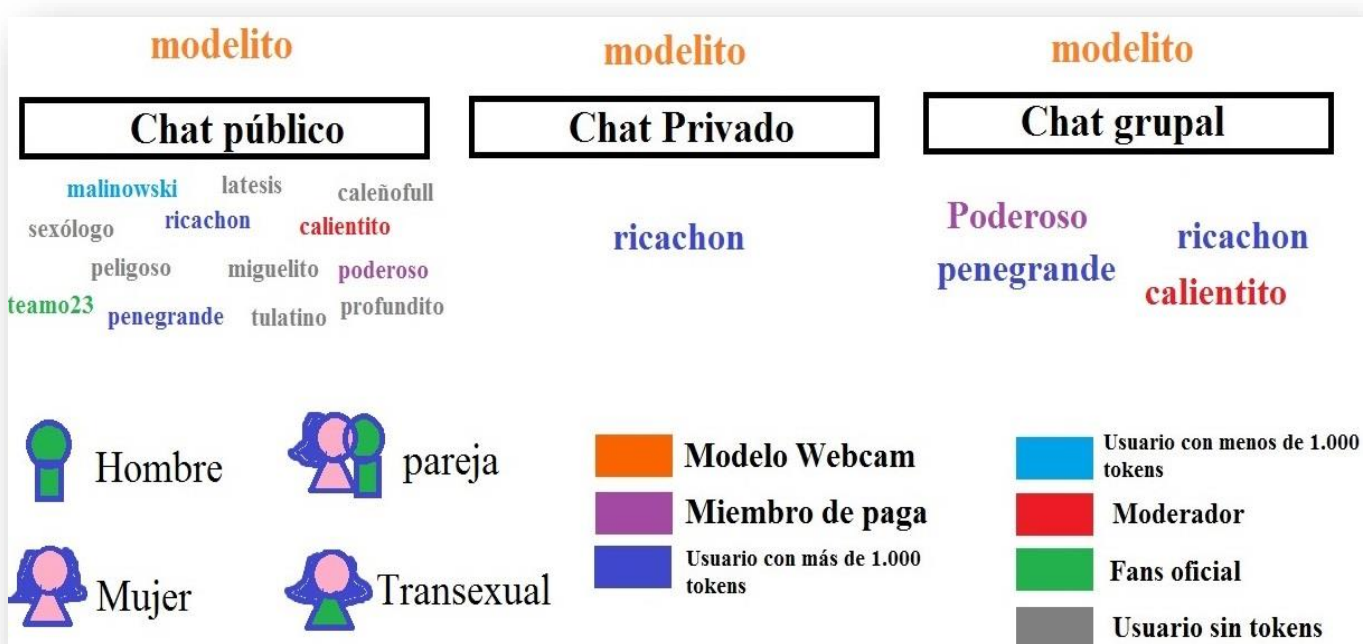 modelito
modelito
modelito
Chat público
Chat Privado
Chat grupal
malinowski latesis caleñofull
sexólogo ricachon calientito
peligoso miguelito poderoso
teamo23 penegrande tulatino profundito
ricachon
Poderoso ricachon
penegrande calientito
Hombre
pareja
Mujer
Transexual
Modelo Webcam
Miembro de paga
Usuario con más de 1.000
tokens
Usuario con menos de 1.000
tokens
Moderador
Fans oficial
Usuario sin tokens